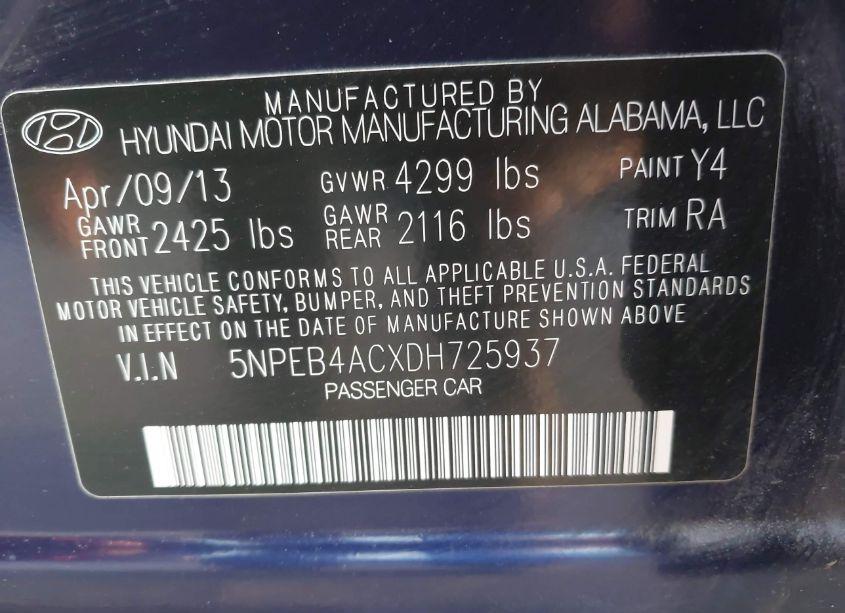 MANUFACTURED BY
HYUNDAI MOTOR MANUFACTURING ALABAMA, LLC
Apr/09/13 GVWR 4299 lbs PAINT Y4
GAWR FRONT 2425 lbs GAWR REAR 2116 lbs TRIM RA
THIS VEHICLE CONFORMS TO ALL APPLICABLE U.S.A. FEDERAL
MOTOR VEHICLE SAFETY, BUMPER, AND THEFT PREVENTION STANDARDS
IN EFFECT ON THE DATE OF MANUFACTURE SHOWN ABOVE
V.I.N 5NPEB4ACXDH725937
PASSENGER CAR